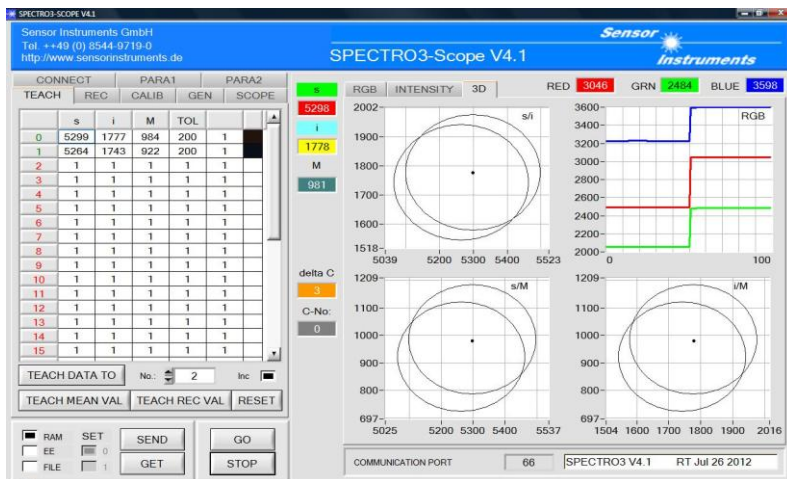 SPECTRO3-SCOPE V4.1
Sensor Instruments GmbH
Tel. ++49 (0) 8544-9719-0
http://www.sensorinstruments.de
SPECTRO3-Scope V4.1
Sensor
Instruments
CONNECT PARA1 PARA2
TEACH REC CALIB GEN SCOPE
s i M TOL
0 5299 1777 984 200 1
1 5264 1743 922 200 1
2 1 1 1 1 1
3 1 1 1 1 1
4 1 1 1 1 1
5 1 1 1 1 1
6 1 1 1 1 1
7 1 1 1 1 1
8 1 1 1 1 1
9 1 1 1 1 1
10 1 1 1 1 1
11 1 1 1 1 1
12 1 1 1 1 1
13 1 1 1 1 1
14 1 1 1 1 1
15 1 1 1 1 1
TEACH DATA TO No.: 2 Inc
TEACH MEAN VAL TEACH REC VAL RESET
RAM SET SEND GO
EE 0
FILE 1 GET STOP
s
5298
i
1778
M
981
delta C
3
C-No:
0
RGB INTENSITY 3D RED 3046 GRN 2484 BLUE 3598
s/i
2002-
1900-
1800-
1700-
1600-
1518-
5039 5200 5300 5400 5523
RGB
3600-
3400-
3200-
3000-
2800-
2600-
2400-
2200-
2000-
0 100
s/M
1209-
1100-
1000-
900-
800-
697-
5025 5200 5300 5400 5537
i/M
1209-
1100-
1000-
900-
800-
697-
1504 1600 1700 1800 1900 2016
COMMUNICATION PORT 66 SPECTRO3 V4.1 RT Jul 26 2012